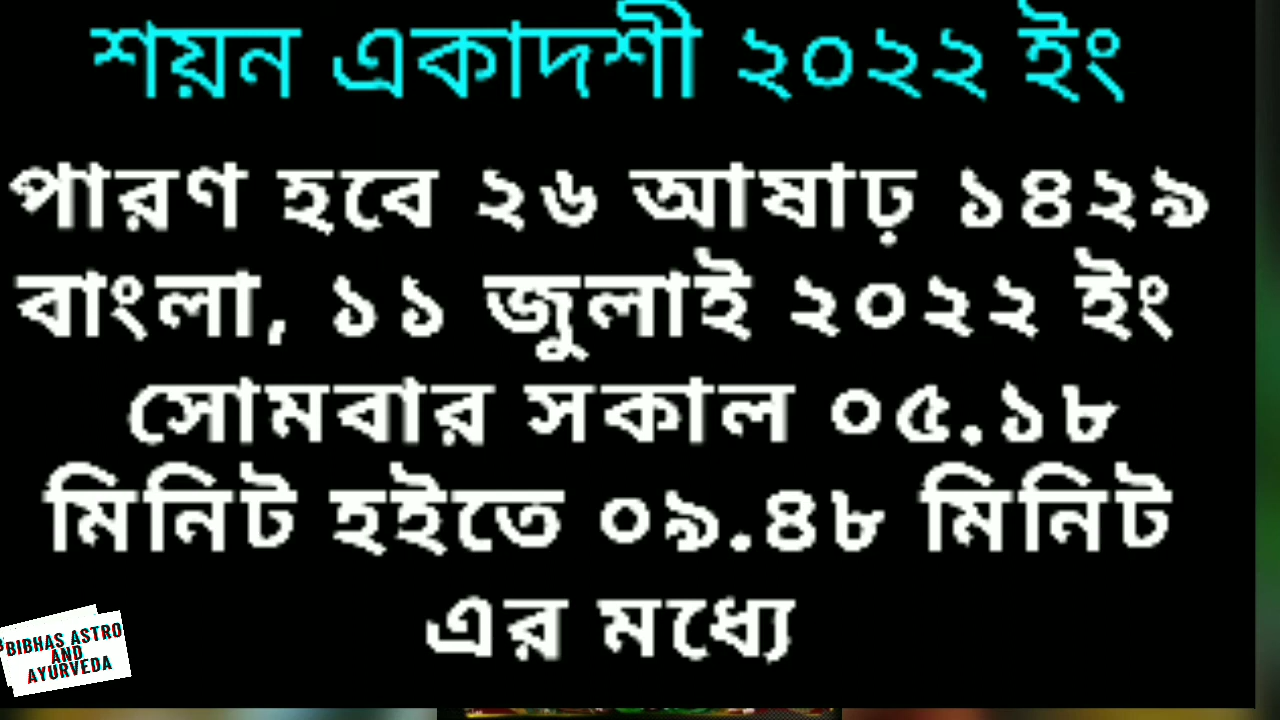 শয়ন একাদশী ২০২২ ইং
পারণ হবে ২৬ আষাঢ় ১৪২৯
বাংলা, ১১ জুলাই ২০২২ ইং
সোমবার সকাল ০৫.১৮
মিনিট হইতে ০৯.৪৮ মিনিট
এর মধ্যে
BIBHAS ASTRO
AND
AYURVEDA